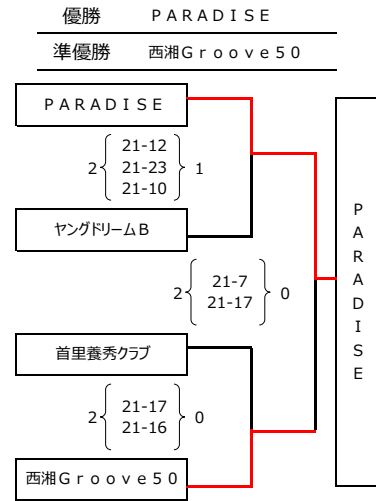 優勝 ＰＡＲＡＤＩＳＥ
準優勝 西湘Ｇｒｏｏｖｅ５０
ＰＡＲＡＤＩＳＥ
21-12
2 21-23 1
21-10
ヤングドリームＢ
21-7
2 21-17 0
首里養秀クラブ
21-17
2 21-16 0
西湘Ｇｒｏｏｖｅ５０
ＰＡＲＡＤＩＳＥ